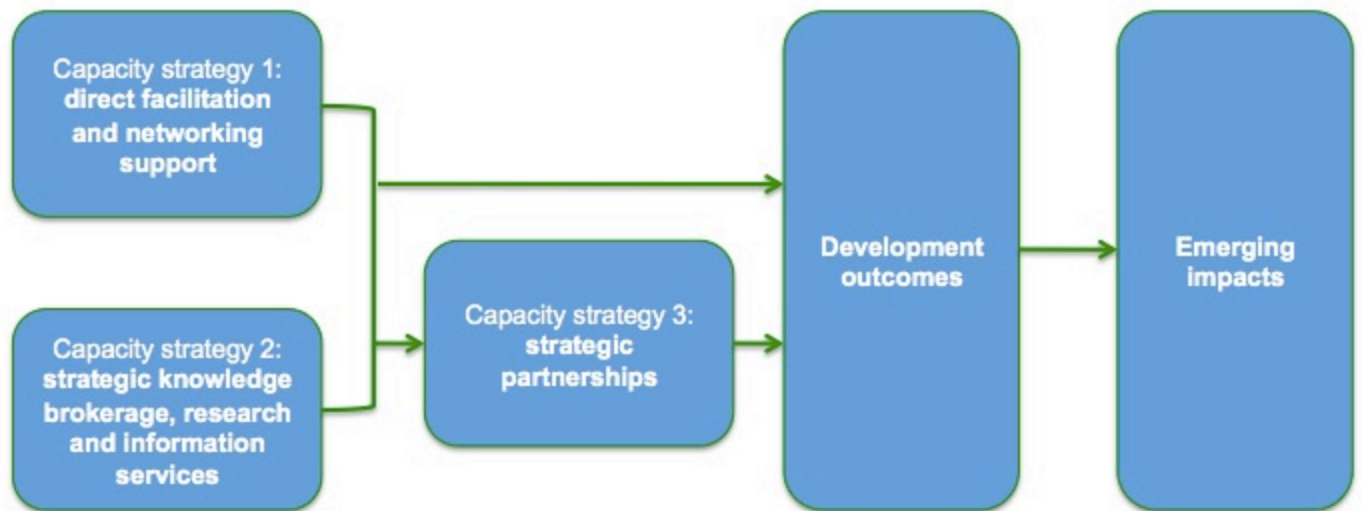 Capacity strategy 1:
direct facilitation
and networking
support
Capacity strategy 2:
strategic knowledge
brokerage, research
and information
services
Capacity strategy 3:
strategic
partnerships
Development
outcomes
Emerging
impacts